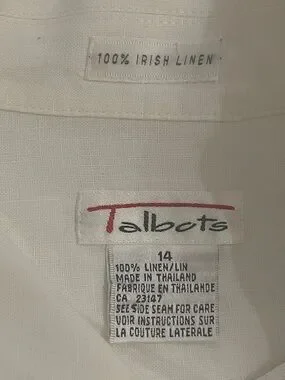 100% IRISH LINEN
Talbots
14
100% LINEN/LIN
MADE IN THAILAND
FABRIQUE EN THAILANDE
CA 23147
SEE SIDE SEAM FOR CARE
VOIR INSTRUCTIONS SUR
LA COUTURE LATERALE